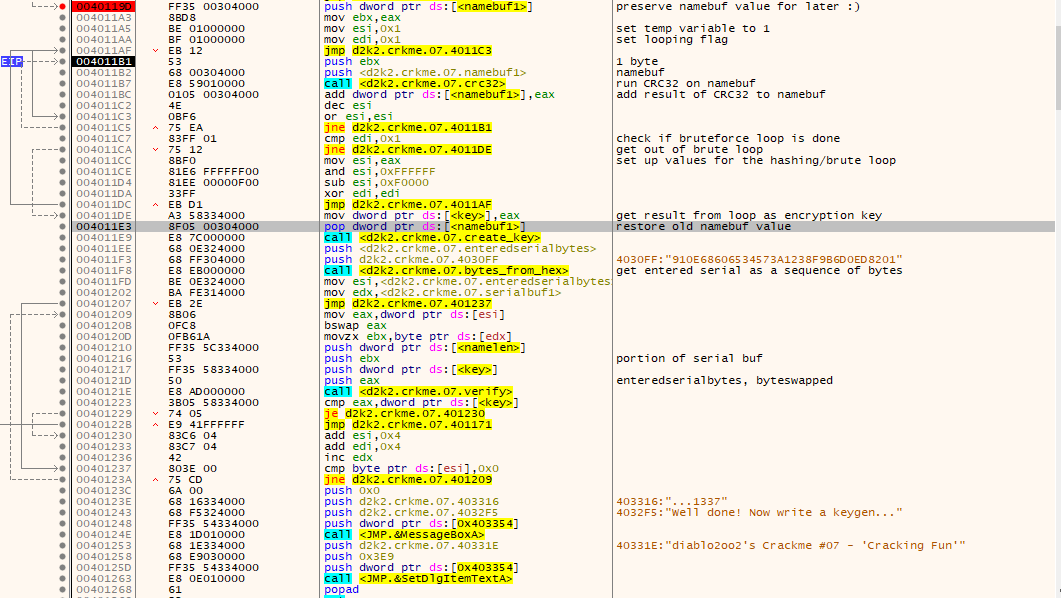 0040119D FF35 00304000 push dword ptr ds:[<namebuf1>] preserve namebuf value for later :)
004011A3 8BD8 mov ebx,eax
004011A5 BE 01000000 mov esi,0x1 set temp variable to 1
004011AA BF 01000000 mov edi,0x1 set looping flag
004011AF EB 12 jmp d2k2.crkme.07.4011C3
EIP 004011B1 53 push ebx 1 byte
004011B2 68 00304000 push <d2k2.crkme.07.namebuf1> namebuf
004011B7 E8 59010000 call <d2k2.crkme.07.crc32> run CRC32 on namebuf
004011BC 0105 00304000 add dword ptr ds:[<namebuf1>],eax add result of CRC32 to namebuf
004011C2 4E dec esi
004011C3 0BF6 or esi,esi
004011C5 75 EA jne d2k2.crkme.07.4011B1
004011C7 83FF 01 cmp edi,0x1 check if bruteforce loop is done
004011CA 75 12 jne d2k2.crkme.07.4011DE get out of brute loop
004011CC 8BF0 mov esi,eax set up values for the hashing/brute loop
004011CE 81E6 FFFFFF00 and esi,0xFFFFFF
004011D4 81EE 00000F00 sub esi,0xF0000
004011DA 33FF xor edi,edi
004011DC EB D1 jmp d2k2.crkme.07.4011AF
004011DE A3 58334000 mov dword ptr ds:[<key>],eax get result from loop as encryption key
004011E3 8F05 00304000 pop dword ptr ds:[<namebuf1>] restore old namebuf value
004011E9 E8 7C000000 call <d2k2.crkme.07.create_key>
004011EE 68 0E324000 push <d2k2.crkme.07.enteredserialbytes>
004011F3 68 FF304000 push d2k2.crkme.07.4030FF 4030FF:"910E68606534573A1238F9B6D0ED8201"
004011F8 E8 EB000000 call <d2k2.crkme.07.bytes_from_hex> get entered serial as a sequence of bytes
004011FD BE 0E324000 mov esi,<d2k2.crkme.07.enteredserialbytes
00401202 BA FE314000 mov edx,<d2k2.crkme.07.serialbuf1>
00401207 EB 2E jmp d2k2.crkme.07.401237
00401209 8B06 mov eax,dword ptr ds:[esi]
0040120B 0FC8 bswap eax
0040120D 0FB61A movzx ebx,byte ptr ds:[edx]
00401210 FF35 5C334000 push dword ptr ds:[<namelen>]
00401216 53 push ebx portion of serial buf
00401217 FF35 58334000 push dword ptr ds:[<key>]
0040121D 50 push eax enteredserialbytes, byteswapped
0040121E E8 AD000000 call <d2k2.crkme.07.verify>
00401223 3B05 58334000 cmp eax,dword ptr ds:[<key>]
00401229 74 05 je d2k2.crkme.07.401230
0040122B E9 41FFFFFF jmp d2k2.crkme.07.401171
00401230 83C6 04 add esi,0x4
00401233 83C7 04 add edi,0x4
00401236 42 inc edx
00401237 803E 00 cmp byte ptr ds:[esi],0x0
0040123A 75 CD jne d2k2.crkme.07.401209
0040123C 6A 00 push 0x0
0040123E 68 16334000 push d2k2.crkme.07.403316 403316:"...1337"
00401243 68 F5324000 push d2k2.crkme.07.4032F5 4032F5:"Well done! Now write a keygen..."
00401248 FF35 54334000 push dword ptr ds:[0x403354]
0040124E E8 1D010000 call <JMP.&MessageBoxA>
00401253 68 1E334000 push d2k2.crkme.07.40331E 40331E:"diablo2oo2's Crackme #07 - 'Cracking Fun'"
00401258 68 E9030000 push 0x3E9
0040125D FF35 54334000 push dword ptr ds:[0x403354]
00401263 E8 0E010000 call <JMP.&SetDlgItemTextA>
00401268 61 popad